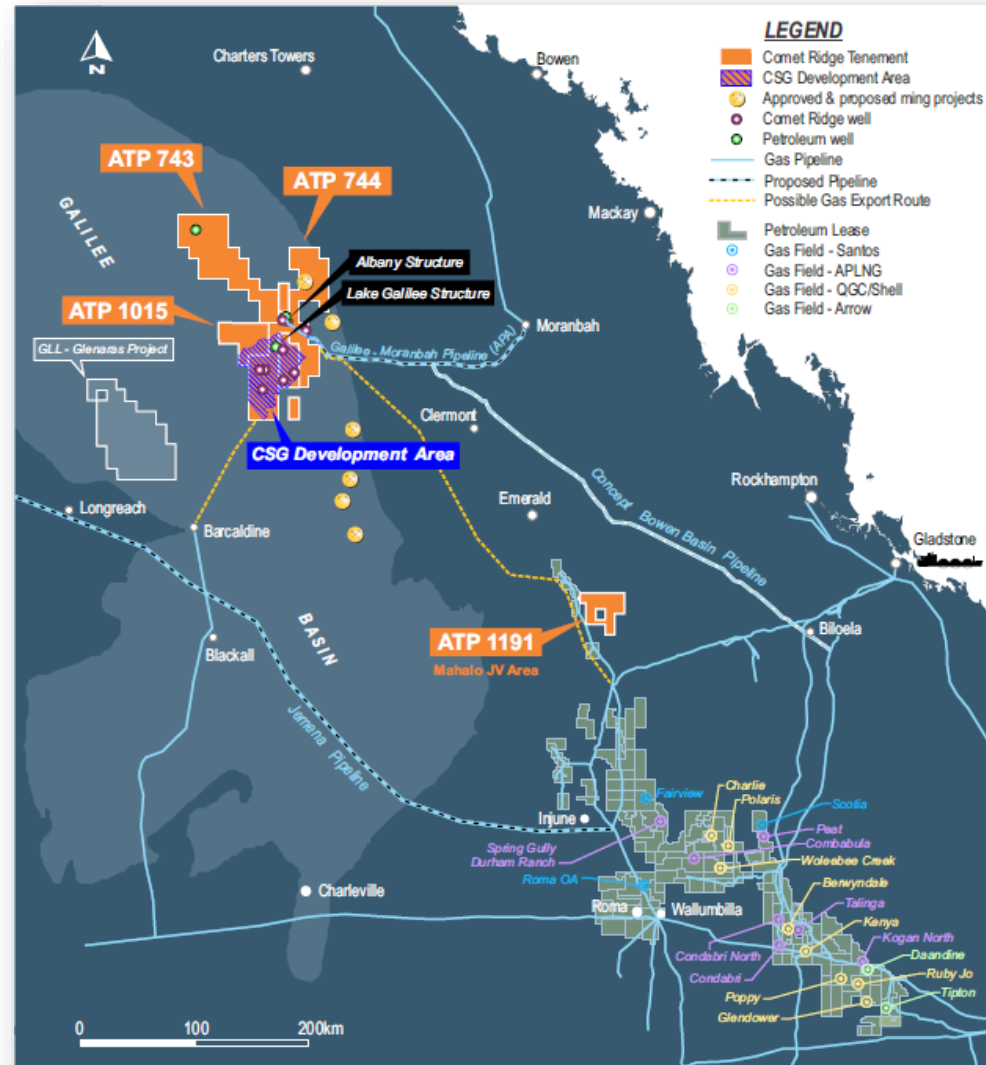 LEGEND
Comet Ridge Tenement
CSG Development Area
Approved & proposed ming projects
Comet Ridge well
Petroleum well
Gas Pipeline
Proposed Pipeline
Possible Gas Export Route
Petroleum Lease
Gas Field - Santos
Gas Field - APLNG
Gas Field - QGC/Shell
Gas Field - Arrow
N
Charters Towers
Bowen
ATP 743
ATP 744
GALILEE
Mackay
Albany Structure
Lake Galilee Structure
ATP 1015
Moranbah
GLL - Glenaras Project
Galilee - Moranbah Pipeline (APA)
Clermont
CSG Development Area
Concept Bowen Basin Pipeline
Rockhampton
Emerald
Longreach
Barcaldine
Gladstone
BASIN
ATP 1191
Mahalo JV Area
Biloela
Blackall
Jemena Pipeline
Charlie
Fairview
Polaris
Scotia
Injune
Peat
Spring Gully
Combabula
Durham Ranch
Woleebee Creek
Roma OA
Berwyndale
Charleville
Talinga
Roma
Wallumbilla
Kenya
Kogan North
Condabri North
Daandine
Condabri
Ruby Jo
Poppy
Tipton
Glendower
0 100 200km